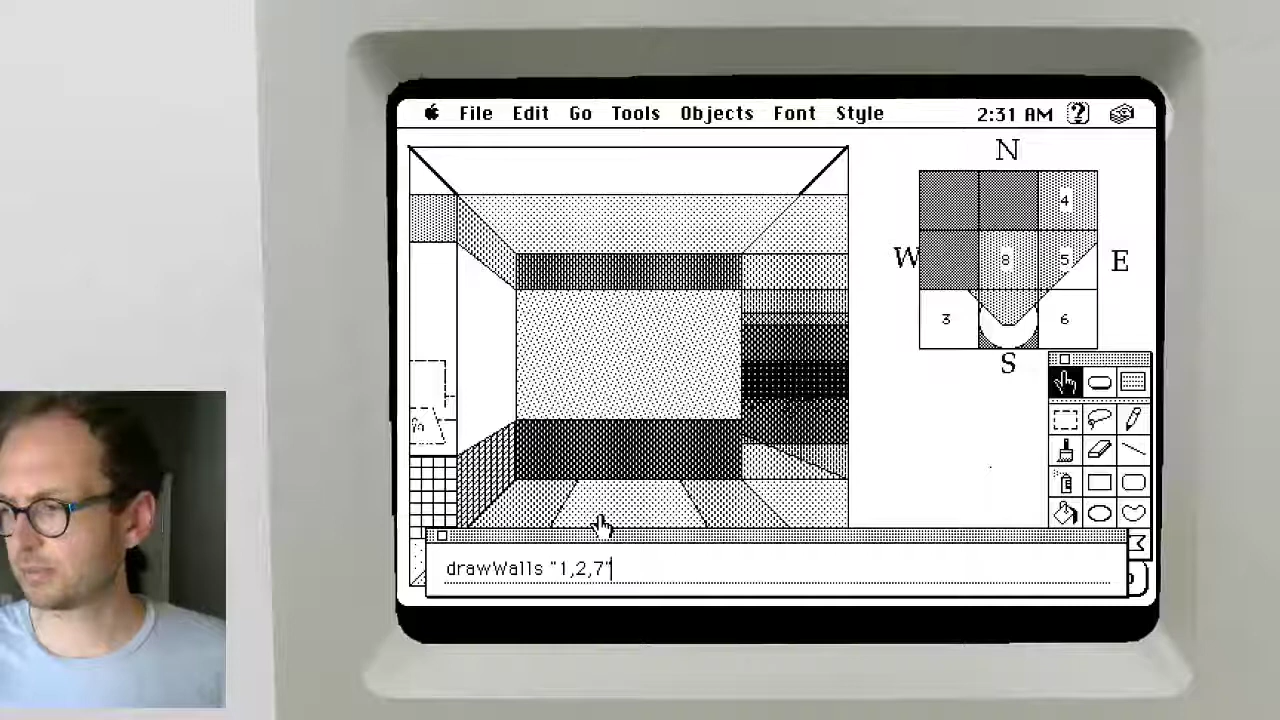 File Edit Go Tools Objects Font Style 2:31 AM
N
4
W 8 5 E
3 6
S
drawWalls "1,2,7"